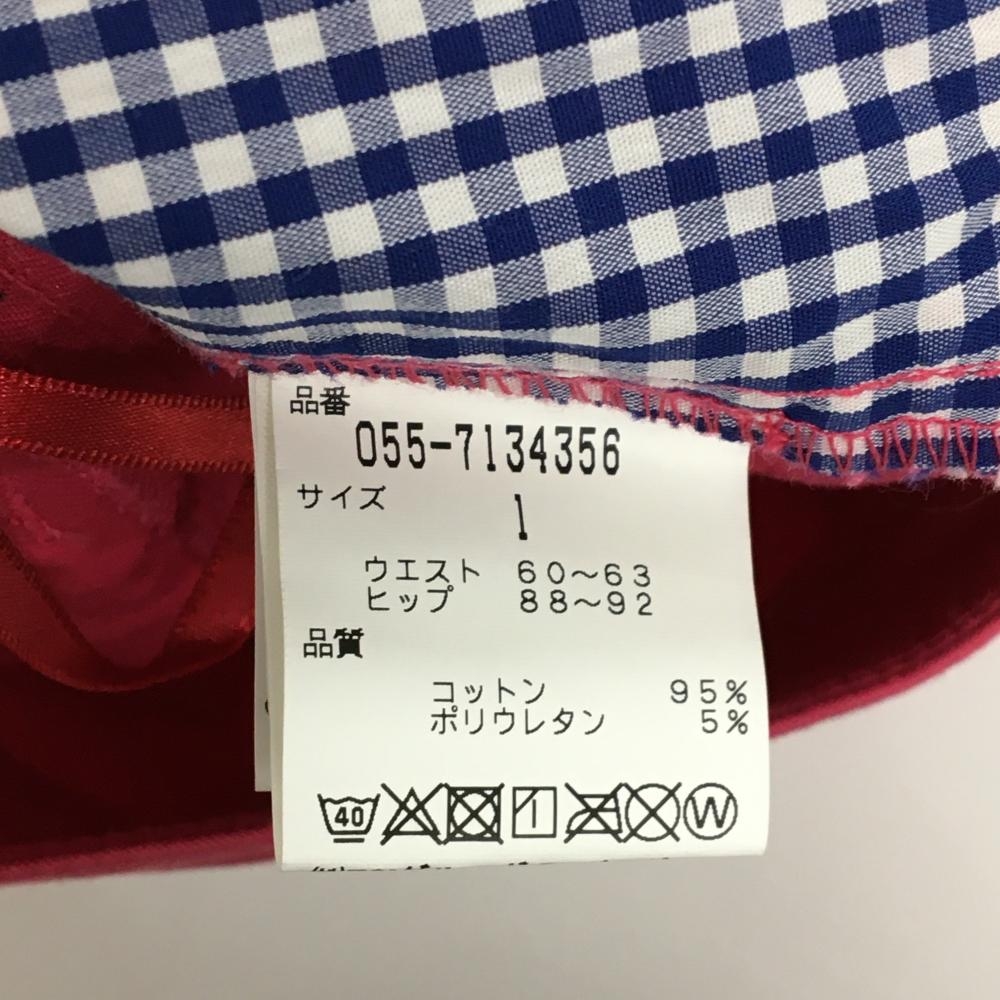 品番
055-7134356
サイズ
1
ウエスト 60～63
ヒップ 88～92
品質
コットン 95%
ポリウレタン 5%
40 W